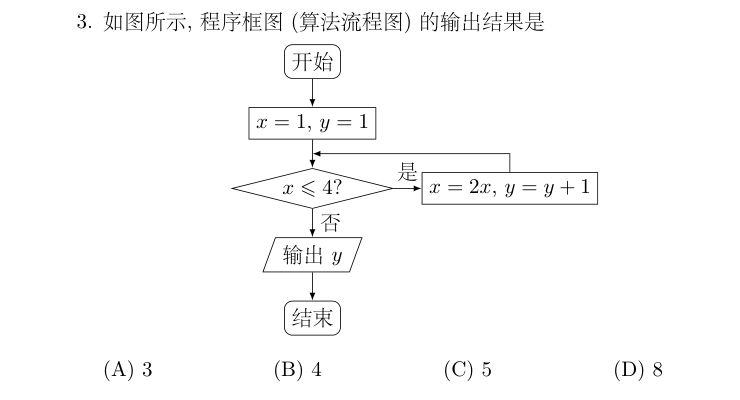 3. 如图所示, 程序框图 (算法流程图) 的输出结果是
开始
x = 1, y = 1
x ⩽ 4?
是
x = 2x, y = y + 1
否
输出 y
结束
(A) 3 (B) 4 (C) 5 (D) 8